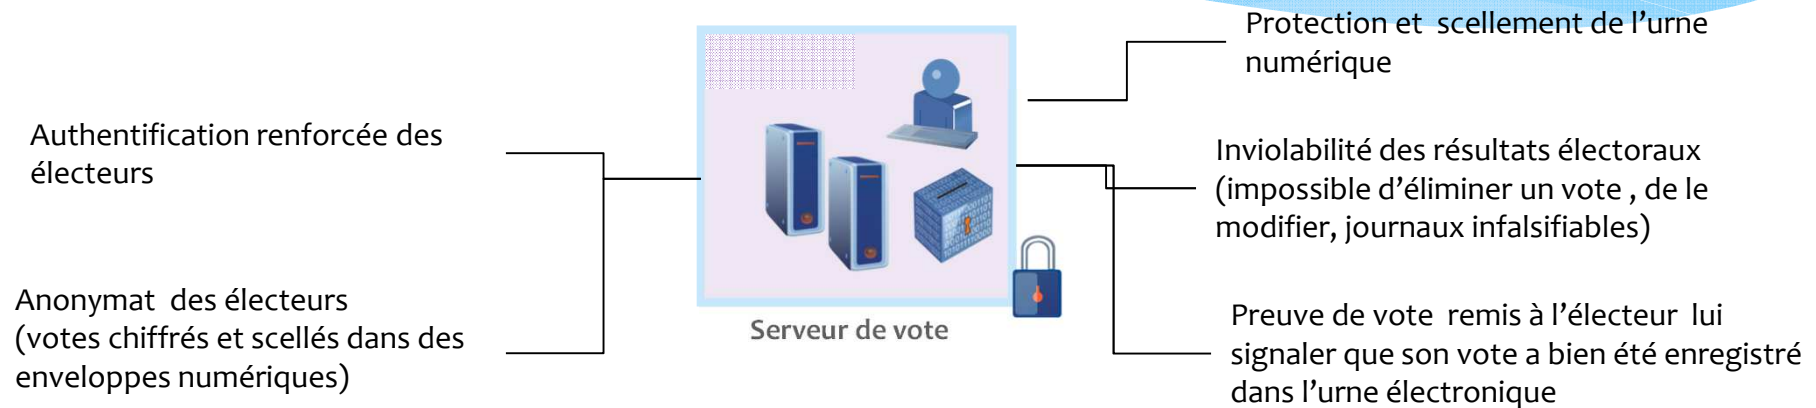 Authentification renforcée des
électeurs
Anonymat des électeurs
(votes chiffrés et scellés dans des
enveloppes numériques)
Serveur de vote
Protection et scellement de l’urne
numérique
Inviolabilité des résultats électoraux
(impossible d’éliminer un vote , de le
modifier, journaux infalsifiables)
Preuve de vote remis à l’électeur lui
signaler que son vote a bien été enregistré
dans l’urne électronique